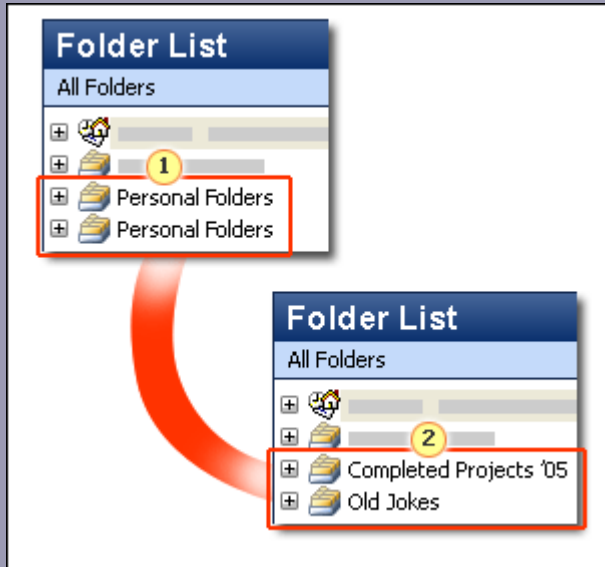 Folder List
All Folders
1
Personal Folders
Personal Folders
Folder List
All Folders
2
Completed Projects '05
Old Jokes